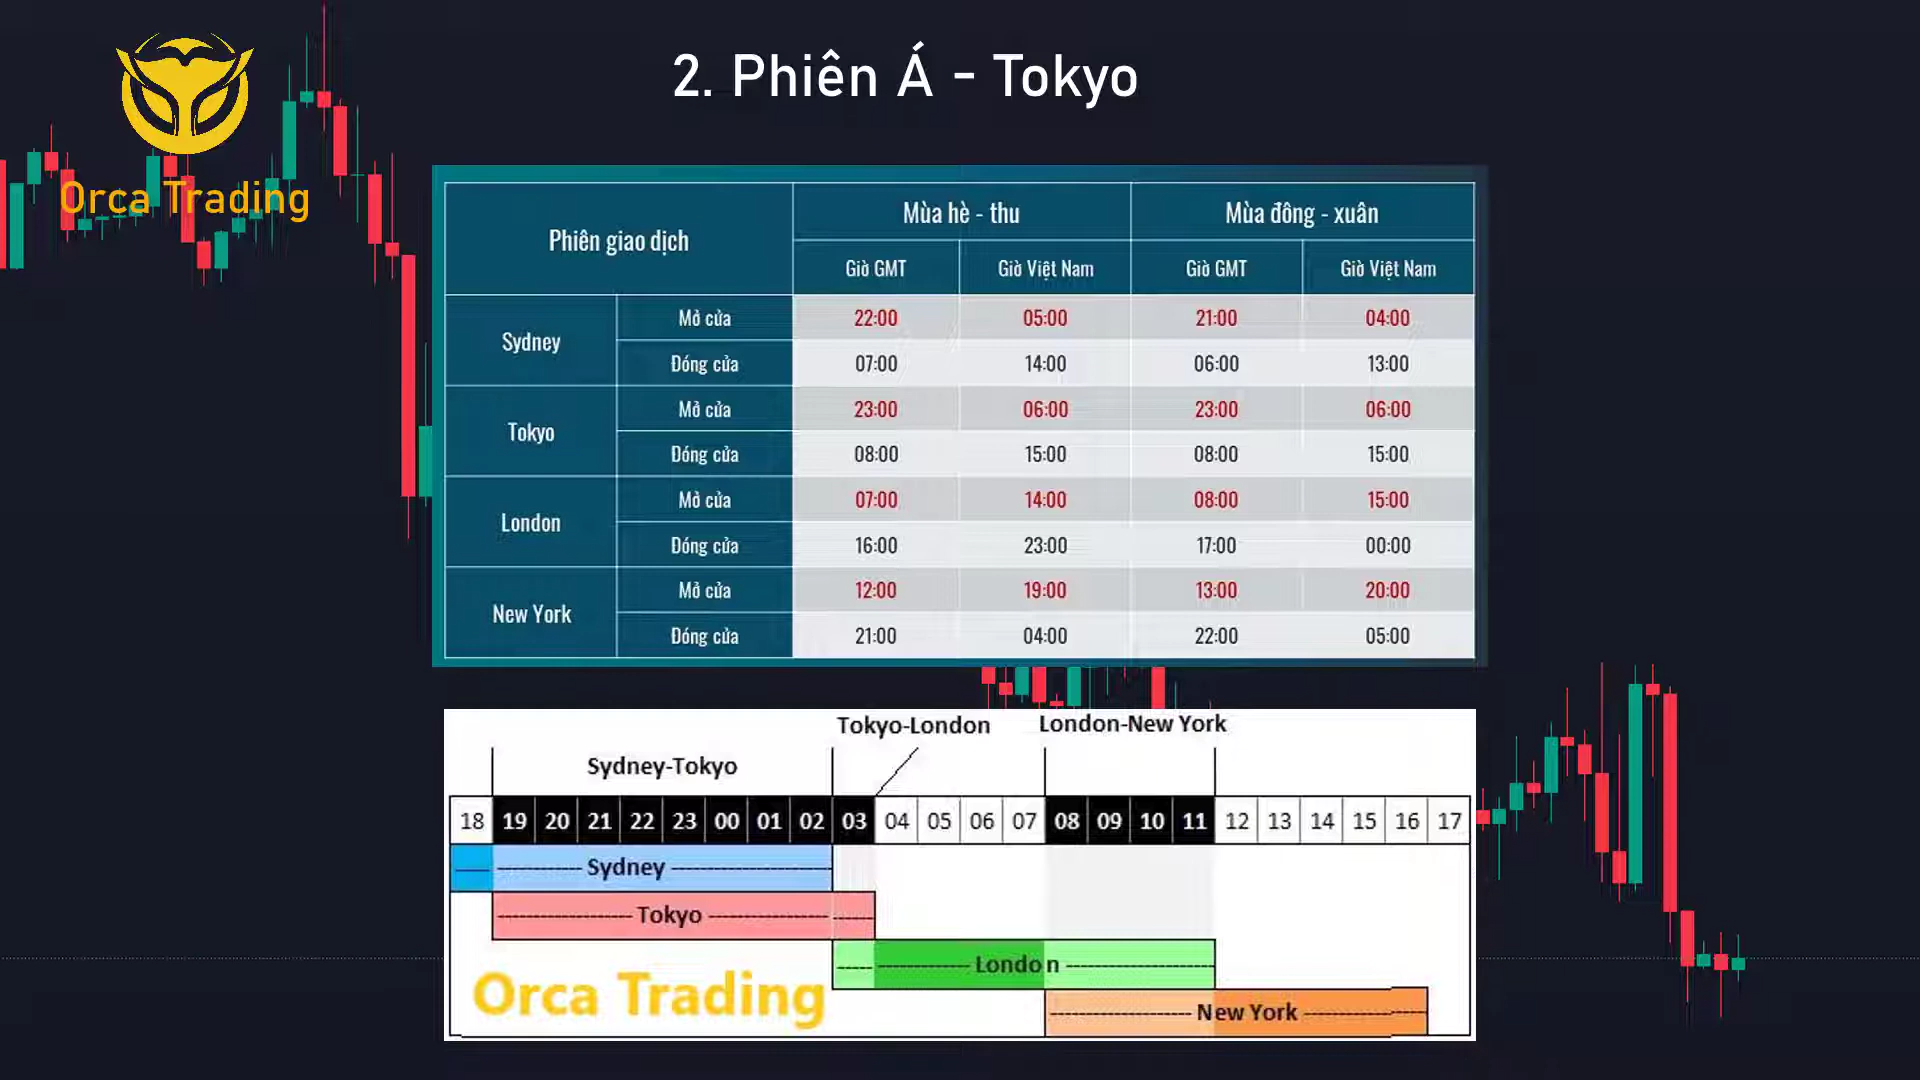 2. Phiên Á - Tokyo
Orca Trading
Phiên giao dịch
Mùa hè - thu
Mùa đông - xuân
Giờ GMT
Giờ Việt Nam
Giờ GMT
Giờ Việt Nam
Sydney
Mở cửa 22:00 05:00 21:00 04:00
Đóng cửa 07:00 14:00 06:00 13:00
Tokyo
Mở cửa 23:00 06:00 23:00 06:00
Đóng cửa 08:00 15:00 08:00 15:00
London
Mở cửa 07:00 14:00 08:00 15:00
Đóng cửa 16:00 23:00 17:00 00:00
New York
Mở cửa 12:00 19:00 13:00 20:00
Đóng cửa 21:00 04:00 22:00 05:00
Tokyo-London
London-New York
Sydney-Tokyo
18 19 20 21 22 23 00 01 02 03 04 05 06 07 08 09 10 11 12 13 14 15 16 17
Sydney
Tokyo
London
New York
Orca Trading